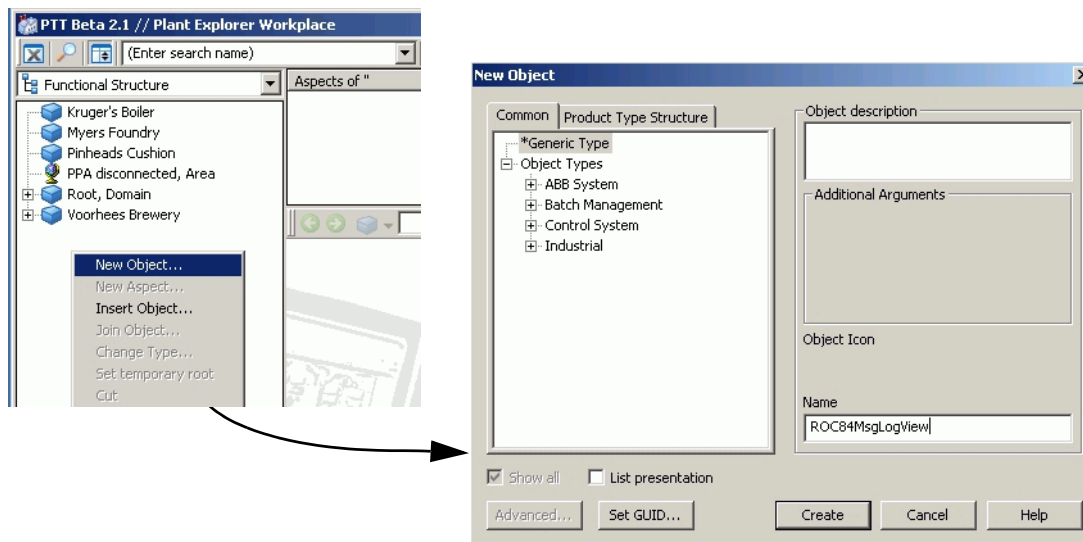 PTT Beta 2.1 // Plant Explorer Workplace
(Enter search name)
Functional Structure
Aspects of ''
Kruger's Boiler
Myers Foundry
Pinheads Cushion
PPA disconnected, Area
Root, Domain
Voorhees Brewery
New Object...
New Aspect...
Insert Object...
Join Object...
Change Type...
Set temporary root
Cut
New Object
Common
Product Type Structure
*Generic Type
Object Types
ABB System
Batch Management
Control System
Industrial
Object description
Additional Arguments
Object Icon
Name
ROC84MsgLogView
Show all
List presentation
Advanced...
Set GUID...
Create
Cancel
Help